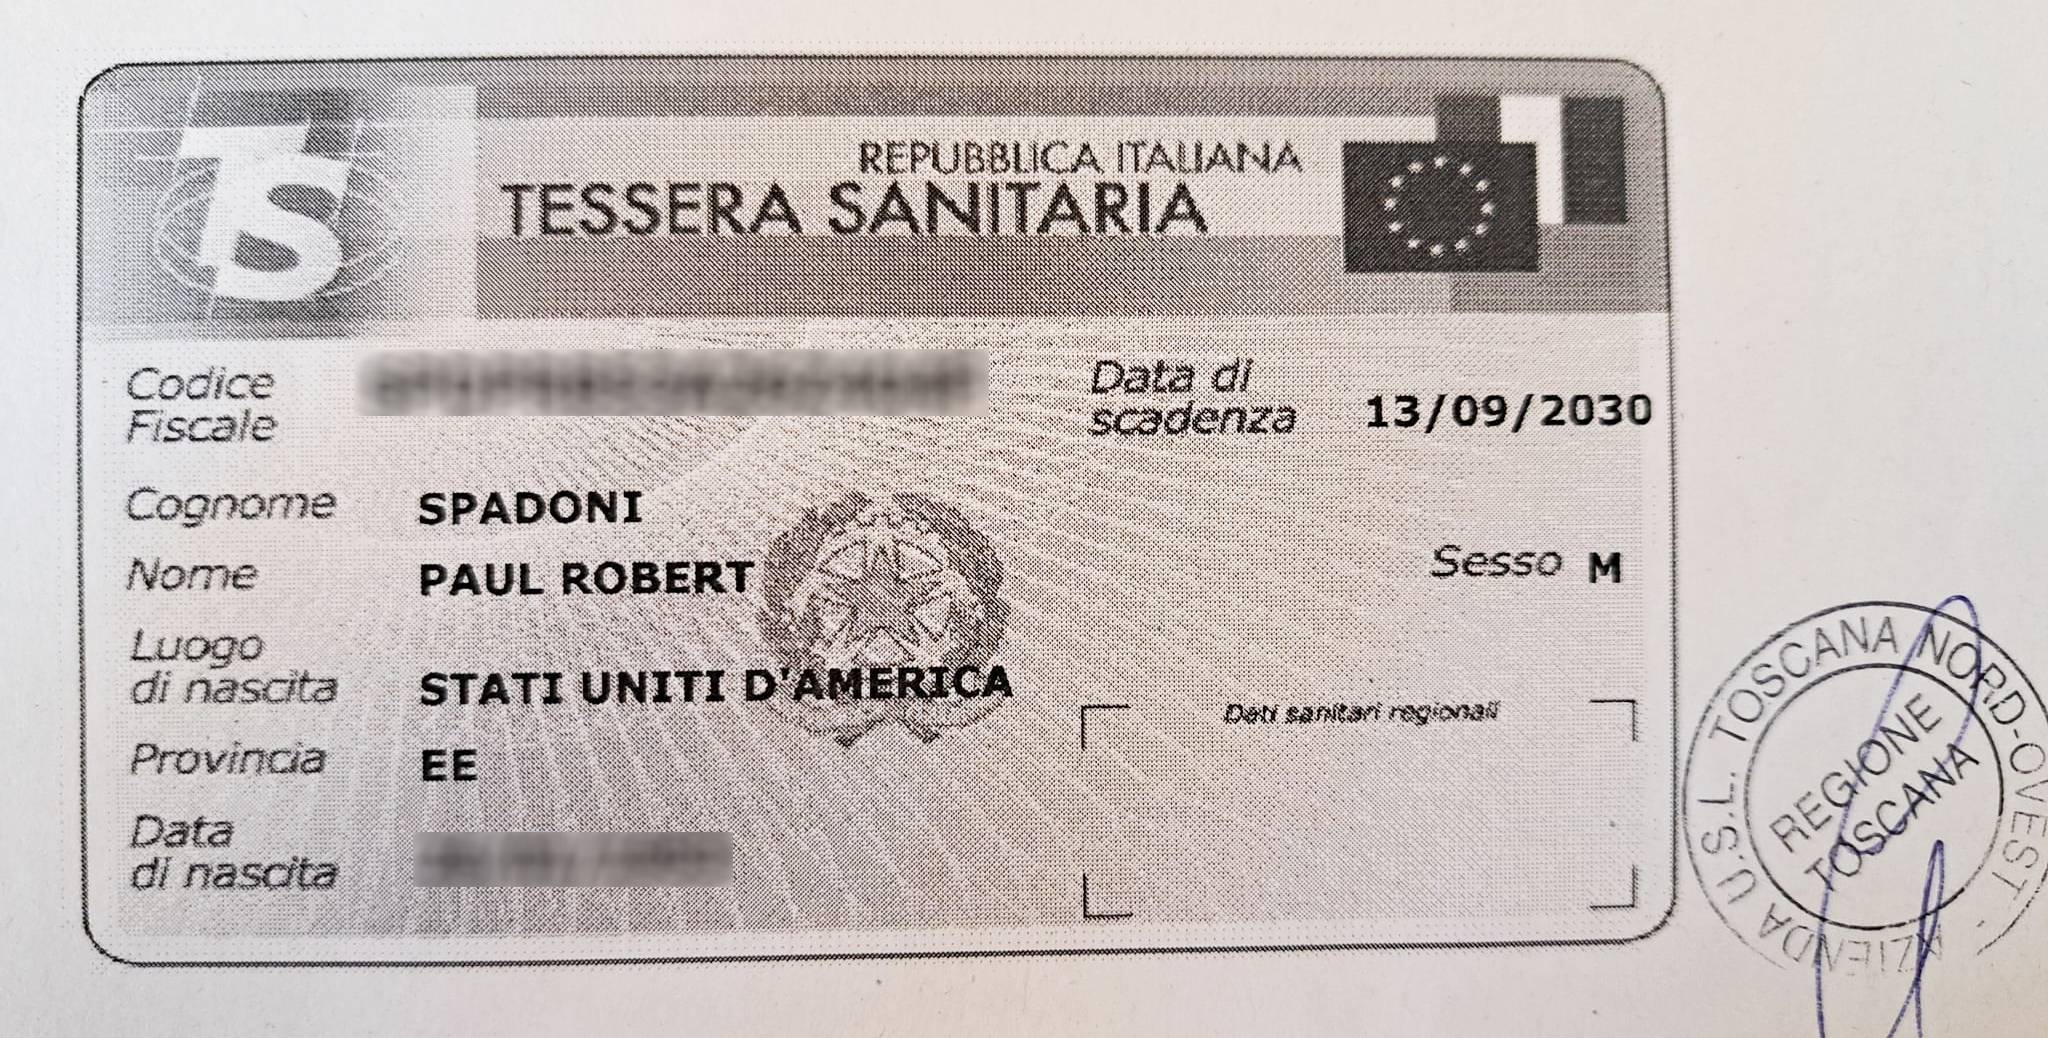 TS
REPUBBLICA ITALIANA
TESSERA SANITARIA
Codice
Fiscale
Data di
scadenza 13/09/2030
Cognome SPADONI
Nome PAUL ROBERT
Sesso M
Luogo
di nascita STATI UNITI D'AMERICA
Dati sanitari regionali
Provincia EE
Data
di nascita
AZIENDA U.S.L. TOSCANA NORD-OVEST -
REGIONE
TOSCANA